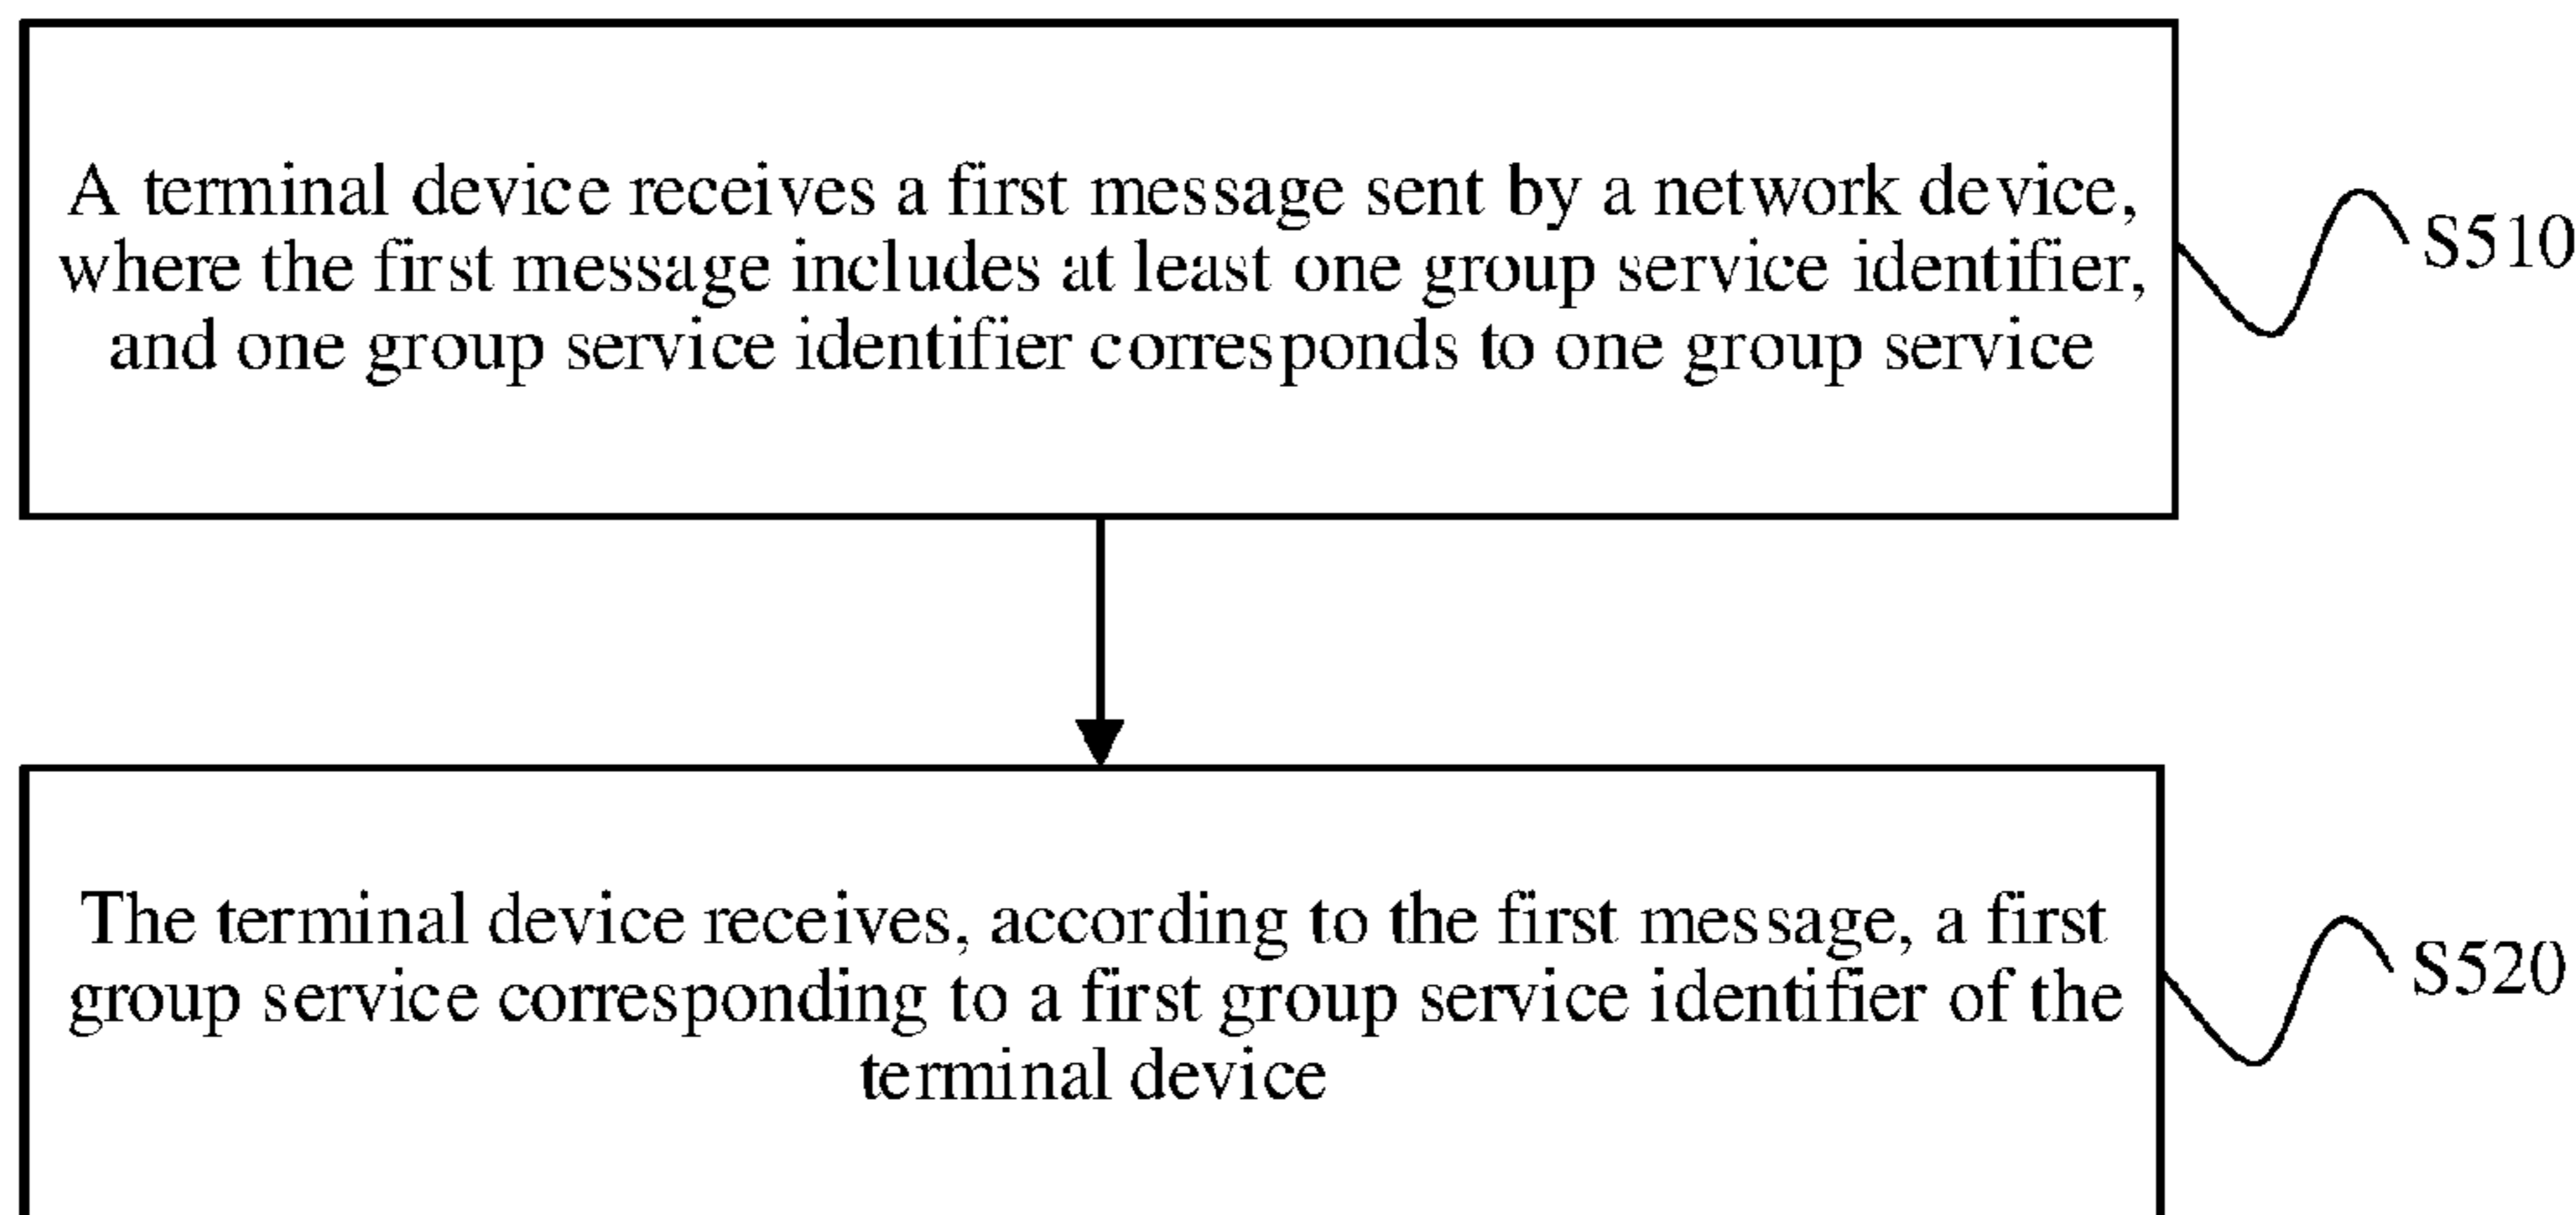 A terminal device receives a first message sent by a network device,
where the first message includes at least one group service identifier,
and one group service identifier corresponds to one group service
S510
The terminal device receives, according to the first message, a first
group service corresponding to a first group service identifier of the
terminal device
S520